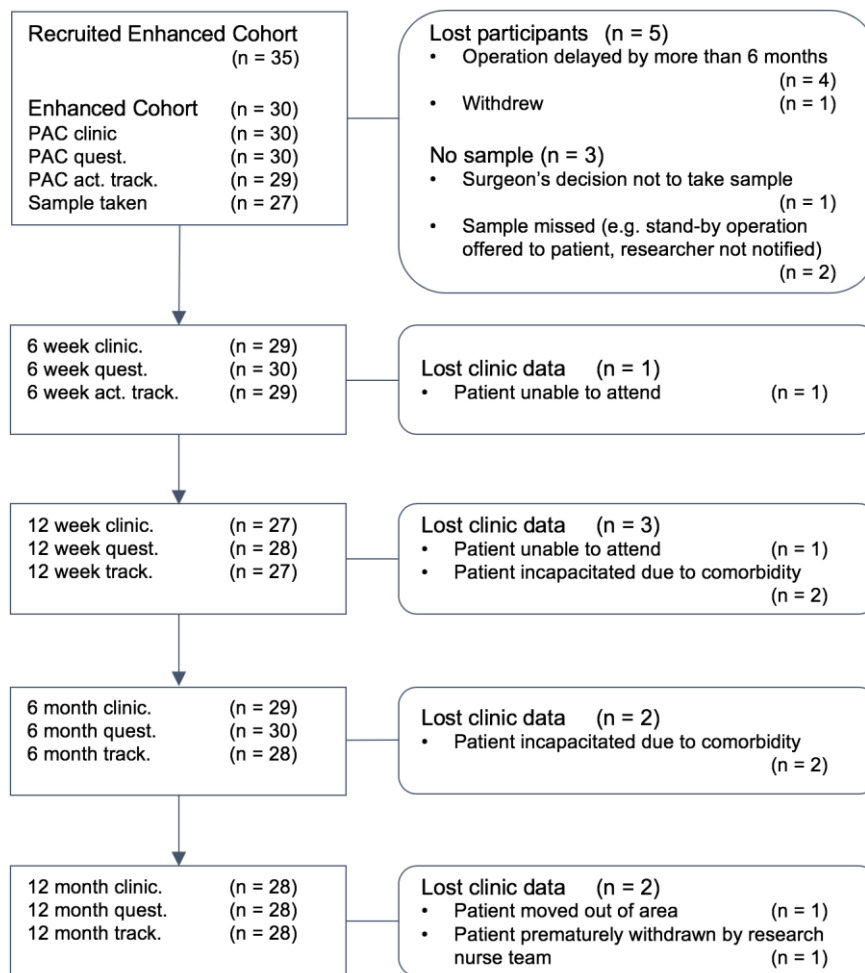 Recruited Enhanced Cohort
(n = 35)
Enhanced Cohort (n = 30)
PAC clinic (n = 30)
PAC quest. (n = 30)
PAC act. track. (n = 29)
Sample taken (n = 27)
Lost participants (n = 5)
• Operation delayed by more than 6 months
(n = 4)
• Withdrew (n = 1)
No sample (n = 3)
• Surgeon's decision not to take sample
(n = 1)
• Sample missed (e.g. stand-by operation
offered to patient, researcher not notified)
(n = 2)
6 week clinic. (n = 29)
6 week quest. (n = 30)
6 week act. track. (n = 29)
Lost clinic data (n = 1)
• Patient unable to attend (n = 1)
12 week clinic. (n = 27)
12 week quest. (n = 28)
12 week track. (n = 27)
Lost clinic data (n = 3)
• Patient unable to attend (n = 1)
• Patient incapacitated due to comorbidity
(n = 2)
6 month clinic. (n = 29)
6 month quest. (n = 30)
6 month track. (n = 28)
Lost clinic data (n = 2)
• Patient incapacitated due to comorbidity
(n = 2)
12 month clinic. (n = 28)
12 month quest. (n = 28)
12 month track. (n = 28)
Lost clinic data (n = 2)
• Patient moved out of area (n = 1)
• Patient prematurely withdrawn by research
nurse team (n = 1)